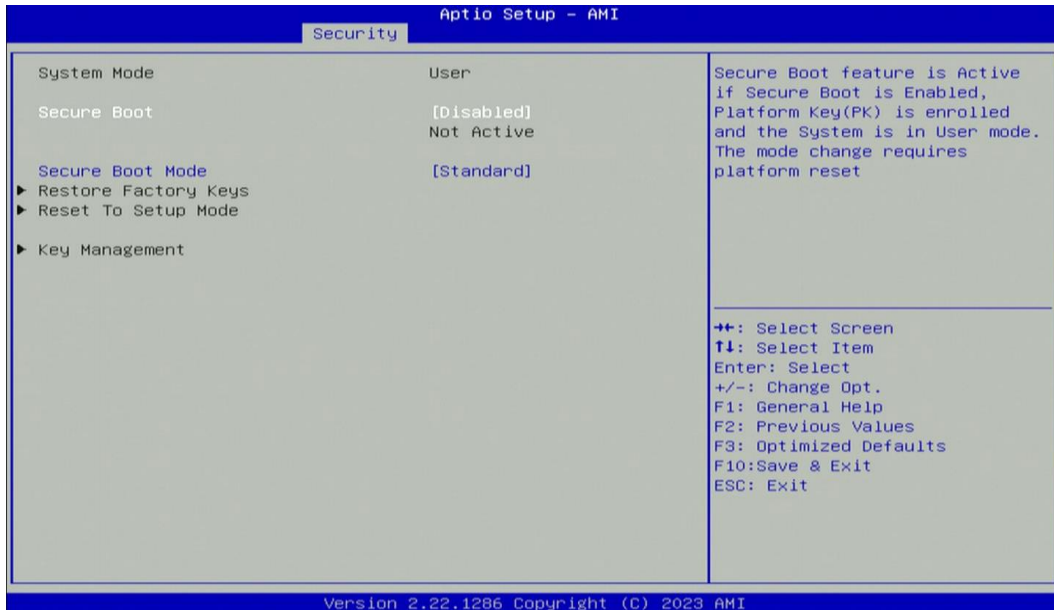 Aptio Setup – AMI
Security
System Mode User
Secure Boot [Disabled]
Not Active
Secure Boot Mode [Standard]
▶ Restore Factory Keys
▶ Reset To Setup Mode
▶ Key Management
Secure Boot feature is Active
if Secure Boot is Enabled,
Platform Key(PK) is enrolled
and the System is in User mode.
The mode change requires
platform reset
→←: Select Screen
↑↓: Select Item
Enter: Select
+/-: Change Opt.
F1: General Help
F2: Previous Values
F3: Optimized Defaults
F10:Save & Exit
ESC: Exit
Version 2.22.1286 Copyright (C) 2023 AMI